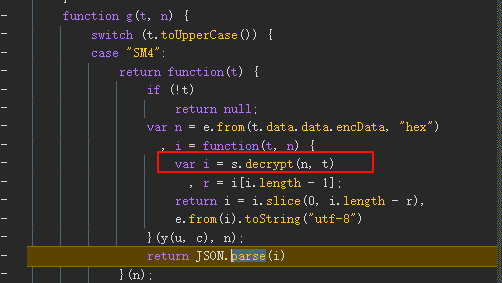 function g(t, n) {
switch (t.toUpperCase()) {
case "SM4":
return function(t) {
if (!t)
return null;
var n = e.from(t.data.data.encData, "hex")
, i = function(t, n) {
var i = s.decrypt(n, t)
, r = i[i.length - 1];
return i = i.slice(0, i.length - r),
e.from(i).toString("utf-8")
}(y(u, c), n);
return JSON.parse(i)
}(n);